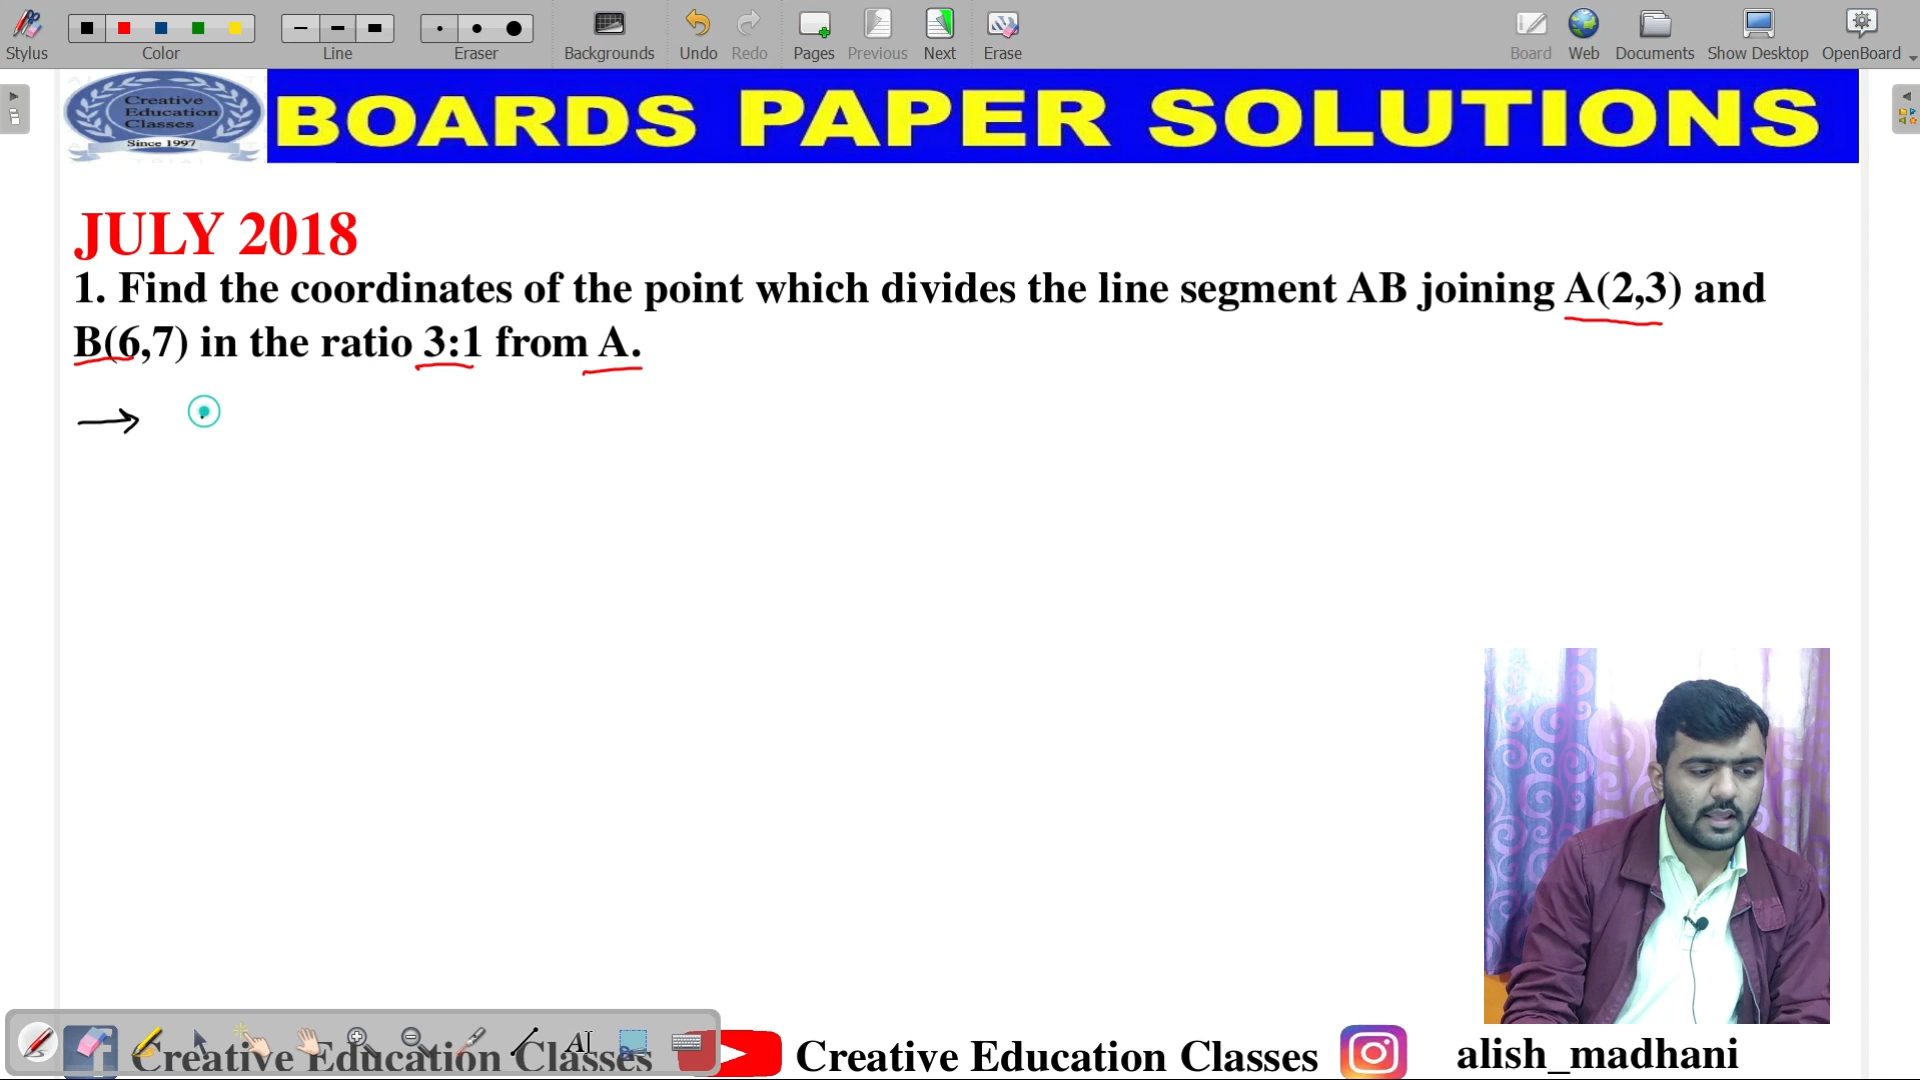 Stylus
Color
Line
Eraser
Backgrounds
Undo
Redo
Pages
Previous
Next
Erase
Board
Web
Documents
Show Desktop
OpenBoard
Creative
Education
Classes
Since 1997
BOARDS PAPER SOLUTIONS
JULY 2018
1. Find the coordinates of the point which divides the line segment AB joining A(2,3) and
B(6,7) in the ratio 3:1 from A.
Creative Education Classes
Creative Education Classes
alish_madhani